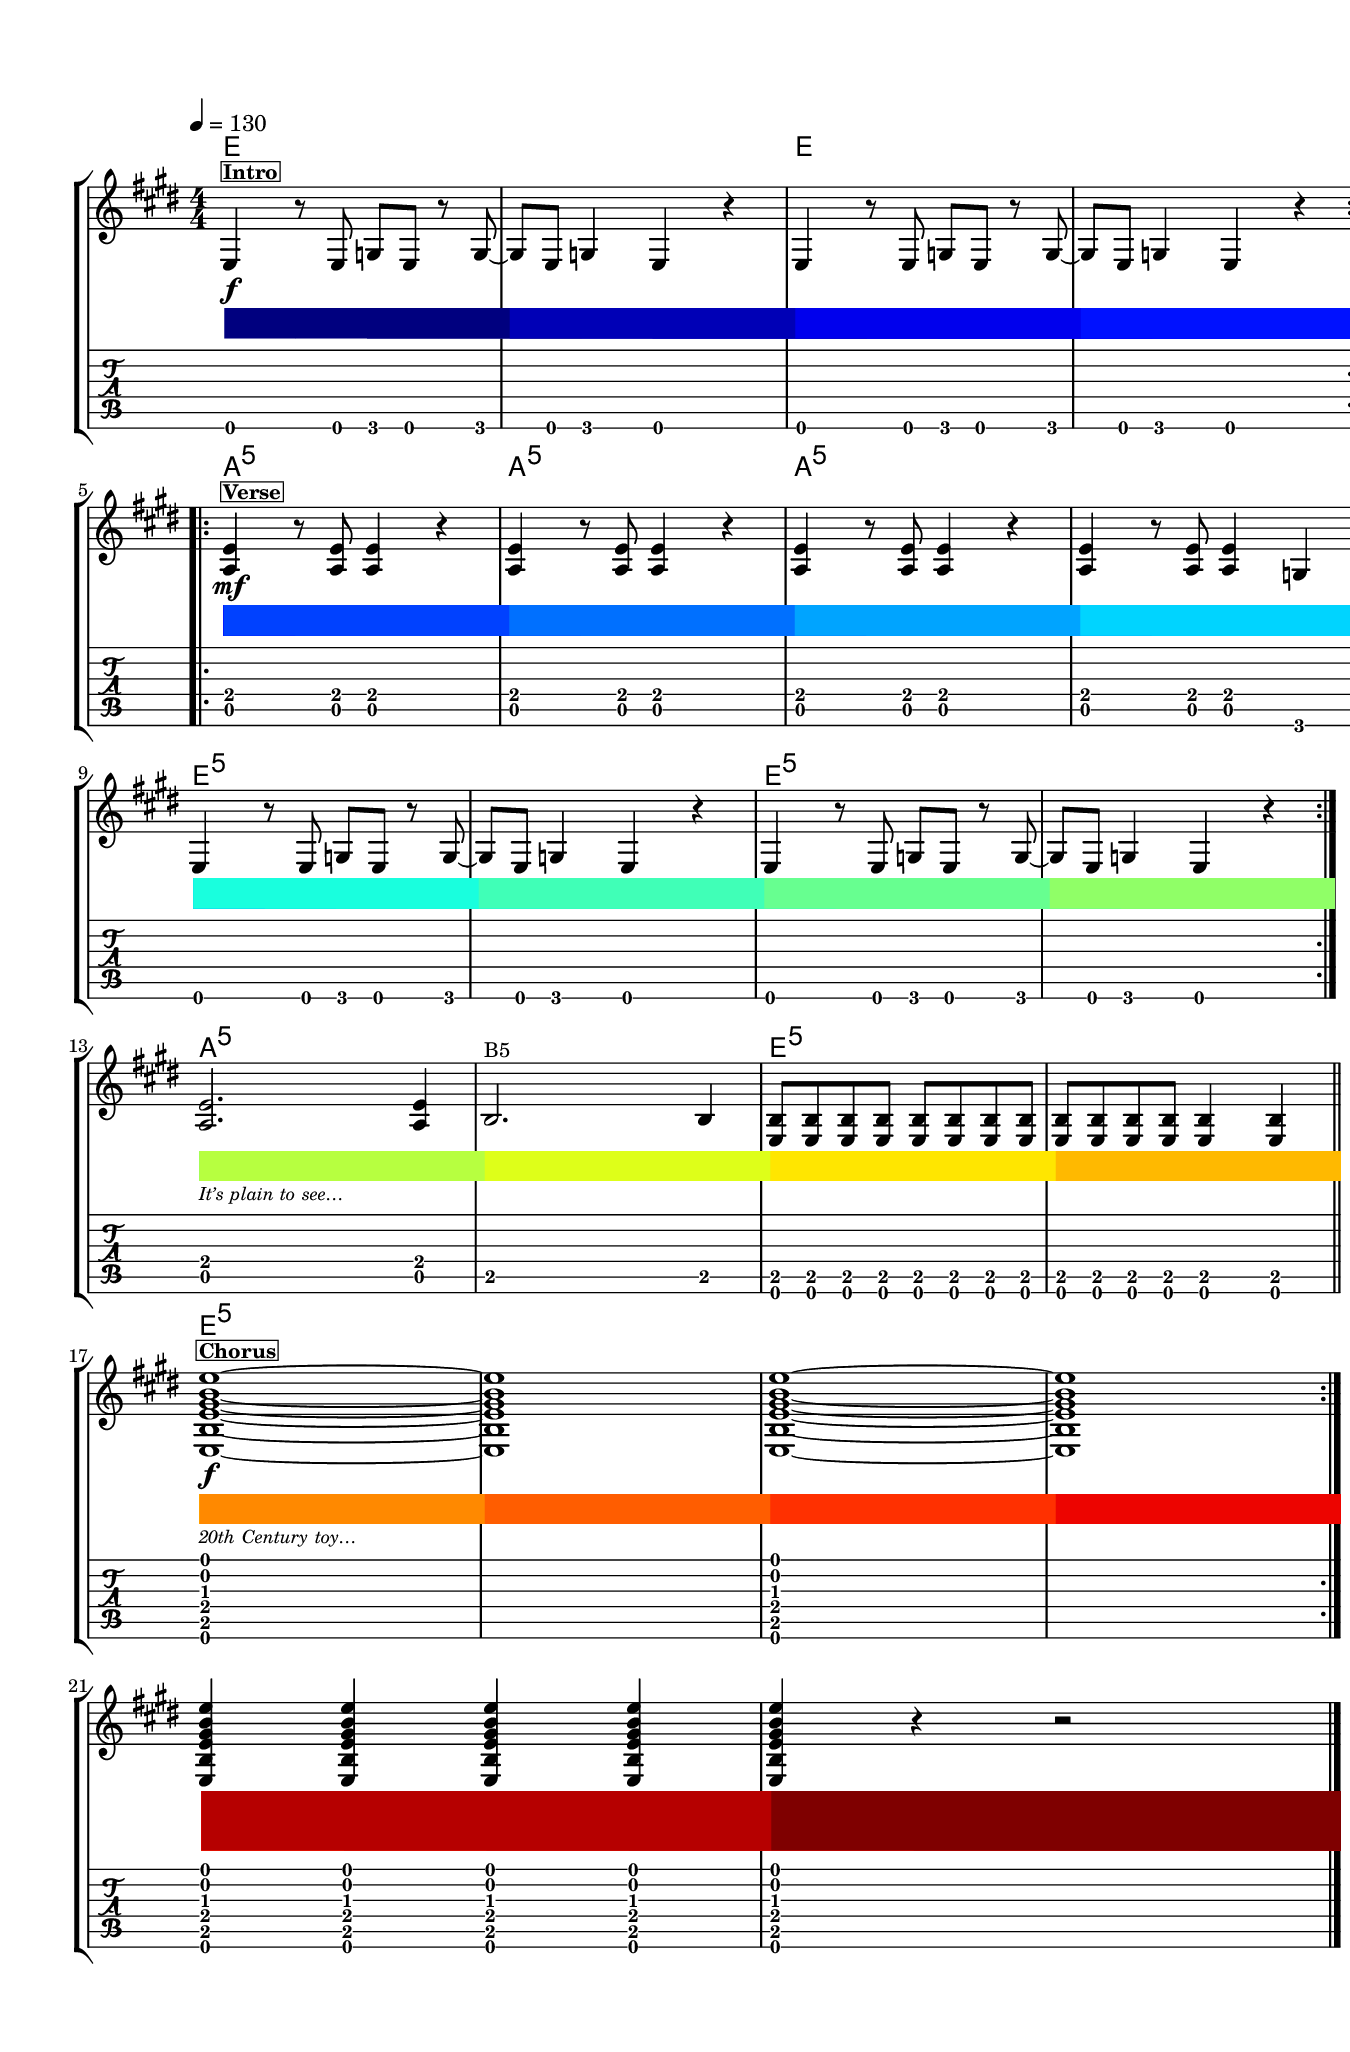 ♩ = 130
E E
Intro
4
4
f
0 0 3 0 3 0 3 0 0 0 3 0 3 0 3 0
A5 A5 A5
5
Verse
mf
2 2 2 2 2 2 2 2 2 2 2 2
0 0 0 0 0 0 0 0 0 0 0 0
3
E5 E5
9
0 0 3 0 3 0 3 0 0 0 3 0 3 0 3 0
A5 B5 E5
13
It’s plain to see…
2 2
0 0 2 2 2 2 2 2 2 2 2 2 2 2 2 2 2 2
0 0 0 0 0 0 0 0 0 0 0 0 0 0
E5
17
Chorus
f
20th Century toy…
0 0
0 0
1 1
2 2
2 2
0 0
21
0 0 0 0 0
0 0 0 0 0
1 1 1 1 1
2 2 2 2 2
2 2 2 2 2
0 0 0 0 0